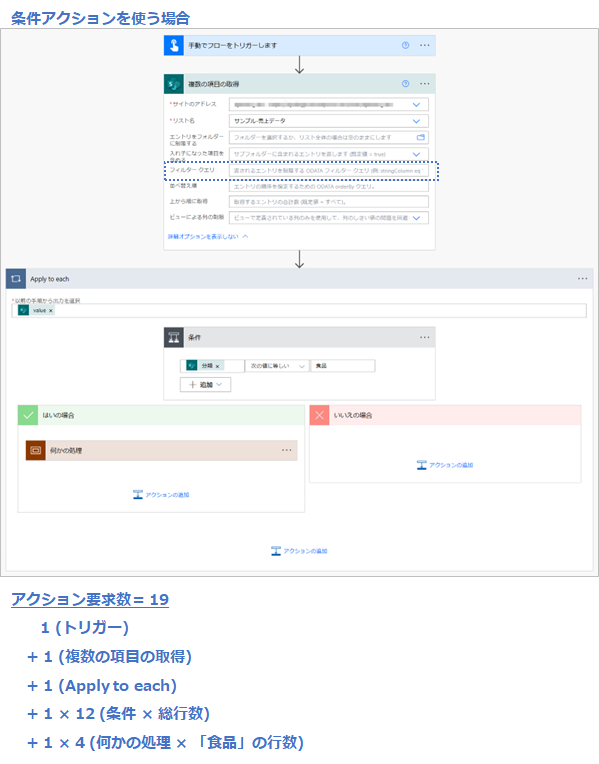 条件アクションを使う場合
手動でフローをトリガーします
複数の項目の取得
*サイトのアドレス
*リスト名
サンプル-売上データ
エントリをフォルダーに制限する
フォルダーを選択するか、リスト全体の場合は空のままにします
入れ子になった項目を含める
サブフォルダーに含まれるエントリを返します (既定値 = true)
フィルター クエリ
返されるエントリを制限する ODATA フィルター クエリ (例: stringColumn eq
並べ替え順
エントリの順序を指定するための ODATA orderBy クエリ。
上から順に取得
取得するエントリの合計数 (既定値 = すべて)。
ビューによる列の制限
ビューで定義されている列のみを使用して、列のしきい値の問題を回避
詳細オプションを表示しない
Apply to each
*以前の手順から出力を選択
value ×
条件
分類 ×
次の値に等しい
食品
追加
はいの場合
いいえの場合
何かの処理
アクションの追加
アクションの追加
アクションの追加
アクション要求数= 19
1 (トリガー)
+ 1 (複数の項目の取得)
+ 1 (Apply to each)
+ 1 × 12 (条件 × 総行数)
+ 1 × 4 (何かの処理 × 「食品」の行数)